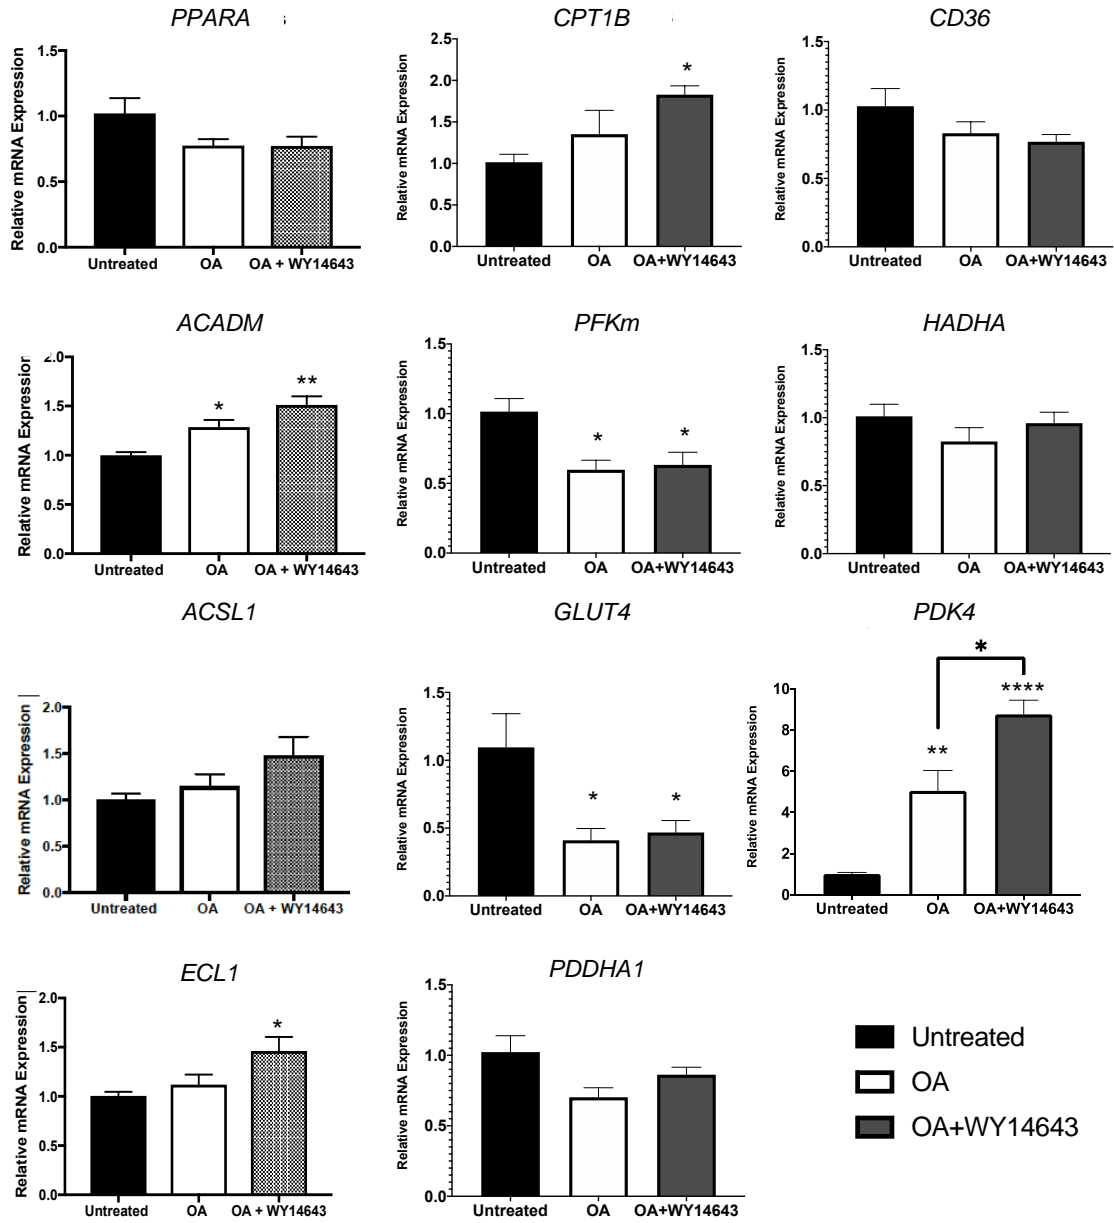 PPARA
CPT1B
CD36
Relative mRNA Expression
1.5
1.0
0.5
0.0
Untreated
OA
OA + WY14643
Relative mRNA Expression
2.5
2.0
1.5
1.0
0.5
0.0
*
Untreated
OA
OA+WY14643
Relative mRNA Expression
1.5
1.0
0.5
0.0
Untreated
OA
OA+WY14643
ACADM
PFKm
HADHA
Relative mRNA Expression
2.0
1.5
1.0
0.5
0.0
*
**
Untreated
OA
OA + WY14643
Relative mRNA Expression
1.5
1.0
0.5
0.0
*
*
Untreated
OA
OA+WY14643
Relative mRNA Expression
1.5
1.0
0.5
0.0
Untreated
OA
OA+WY14643
ACSL1
GLUT4
PDK4
Relative mRNA Expression
2.0
1.5
1.0
0.5
0.0
Untreated
OA
OA + WY14643
Relative mRNA Expression
1.5
1.0
0.5
0.0
*
*
Untreated
OA
OA+WY14643
Relative mRNA Expression
10
8
6
4
2
0
*
**
****
Untreated
OA
OA+WY14643
ECL1
PDDHA1
Relative mRNA Expression
2.0
1.5
1.0
0.5
0.0
*
Untreated
OA
OA + WY14643
Relative mRNA Expression
1.5
1.0
0.5
0.0
Untreated
OA
OA+WY14643
Untreated
OA
OA+WY14643